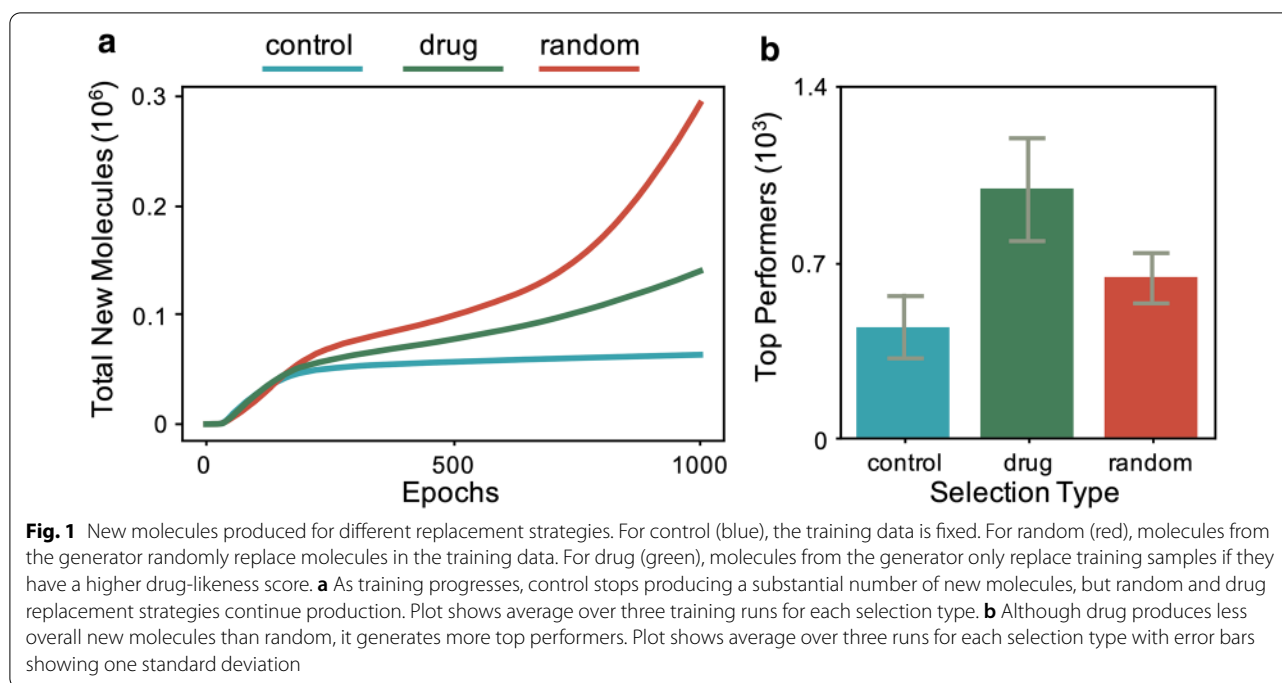 a
control drug random
Total New Molecules (10⁶)
0.3
0.2
0.1
0
0 500 1000
Epochs
b
Top Performers (10³)
1.4
0.7
0
control drug random
Selection Type
Fig. 1 New molecules produced for different replacement strategies. For control (blue), the training data is fixed. For random (red), molecules from
the generator randomly replace molecules in the training data. For drug (green), molecules from the generator only replace training samples if they
have a higher drug-likeness score. a As training progresses, control stops producing a substantial number of new molecules, but random and drug
replacement strategies continue production. Plot shows average over three training runs for each selection type. b Although drug produces less
overall new molecules than random, it generates more top performers. Plot shows average over three runs for each selection type with error bars
showing one standard deviation